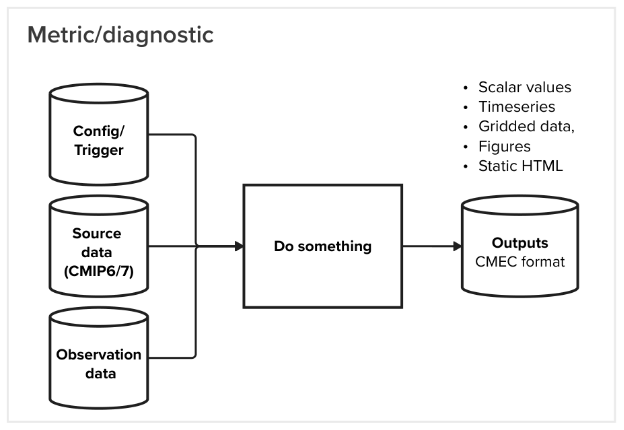 Metric/diagnostic
Config/
Trigger
Source
data
(CMIP6/7)
Observation
data
Do something
• Scalar values
• Timeseries
• Gridded data,
• Figures
• Static HTML
Outputs
CMEC format